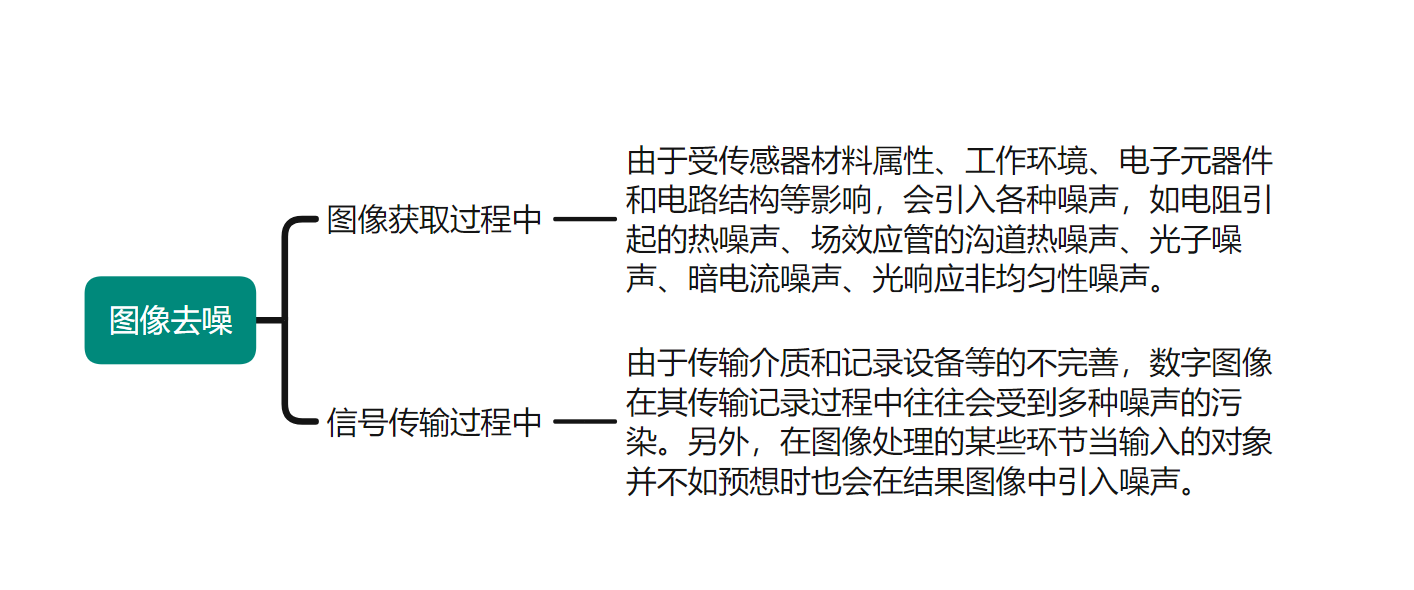 图像去噪
图像获取过程中
由于受传感器材料属性、工作环境、电子元器件
和电路结构等影响，会引入各种噪声，如电阻引
起的热噪声、场效应管的沟道热噪声、光子噪
声、暗电流噪声、光响应非均匀性噪声。
信号传输过程中
由于传输介质和记录设备等的不完善，数字图像
在其传输记录过程中往往会受到多种噪声的污
染。另外，在图像处理的某些环节当输入的对象
并不如预想时也会在结果图像中引入噪声。